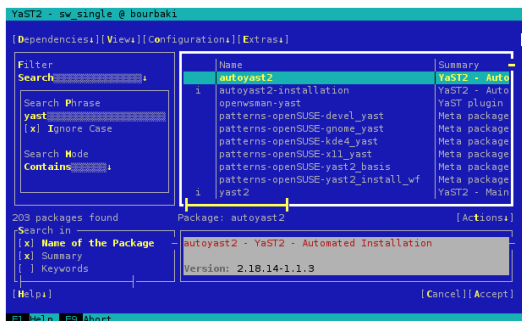 YaST2 - sw_single @ bourbaki
[Dependencies↓][View↓][Configuration↓][Extras↓]
Filter
Search↓
Search Phrase
yast
[x] Ignore Case
Search Mode
Contains↓
Name Summary
autoyast2 YaST2 - Auto
i autoyast2-installation YaST2 - Auto
openwsman-yast YaST plugin
patterns-openSUSE-devel_yast Meta package
patterns-openSUSE-gnome_yast Meta package
patterns-openSUSE-kde4_yast Meta package
patterns-openSUSE-x11_yast Meta package
patterns-openSUSE-yast2_basis Meta package
patterns-openSUSE-yast2_install_wf Meta package
i yast2 YaST2 - Main
203 packages found Package: autoyast2 [Actions↓]
Search in
[x] Name of the Package
[x] Summary
[ ] Keywords
autoyast2 - YaST2 - Automated Installation
Version: 2.18.14-1.1.3
[Help↓] [Cancel][Accept]
F1 Help F9 Abort